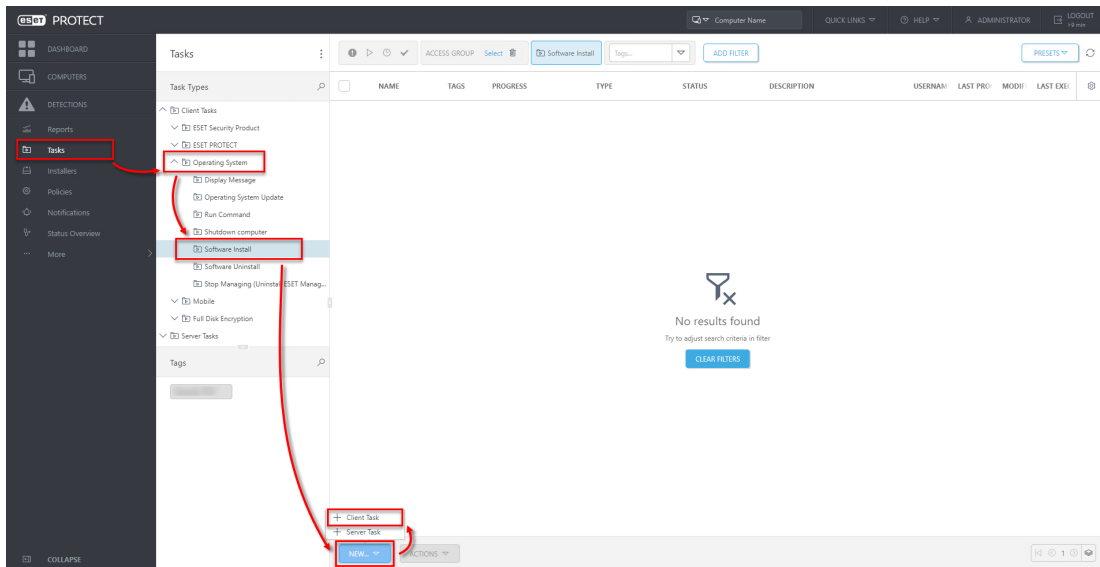 eset PROTECT
Computer Name
QUICK LINKS
HELP
ADMINISTRATOR
LOGOUT
>9 min
DASHBOARD
COMPUTERS
DETECTIONS
Reports
Tasks
Installers
Policies
Notifications
Status Overview
More
COLLAPSE
Tasks
Task Types
Client Tasks
ESET Security Product
ESET PROTECT
Operating System
Display Message
Operating System Update
Run Command
Shutdown computer
Software Install
Software Uninstall
Stop Managing (Uninstall ESET Manag...
Mobile
Full Disk Encryption
Server Tasks
Tags
ACCESS GROUP Select
Software Install
Tags...
ADD FILTER
PRESETS
NAME TAGS PROGRESS TYPE STATUS DESCRIPTION USERNAM LAST PRO MODIFI LAST EXEC
No results found
Try to adjust search criteria in filter
CLEAR FILTERS
Client Task
Server Task
NEW...
ACTIONS
1